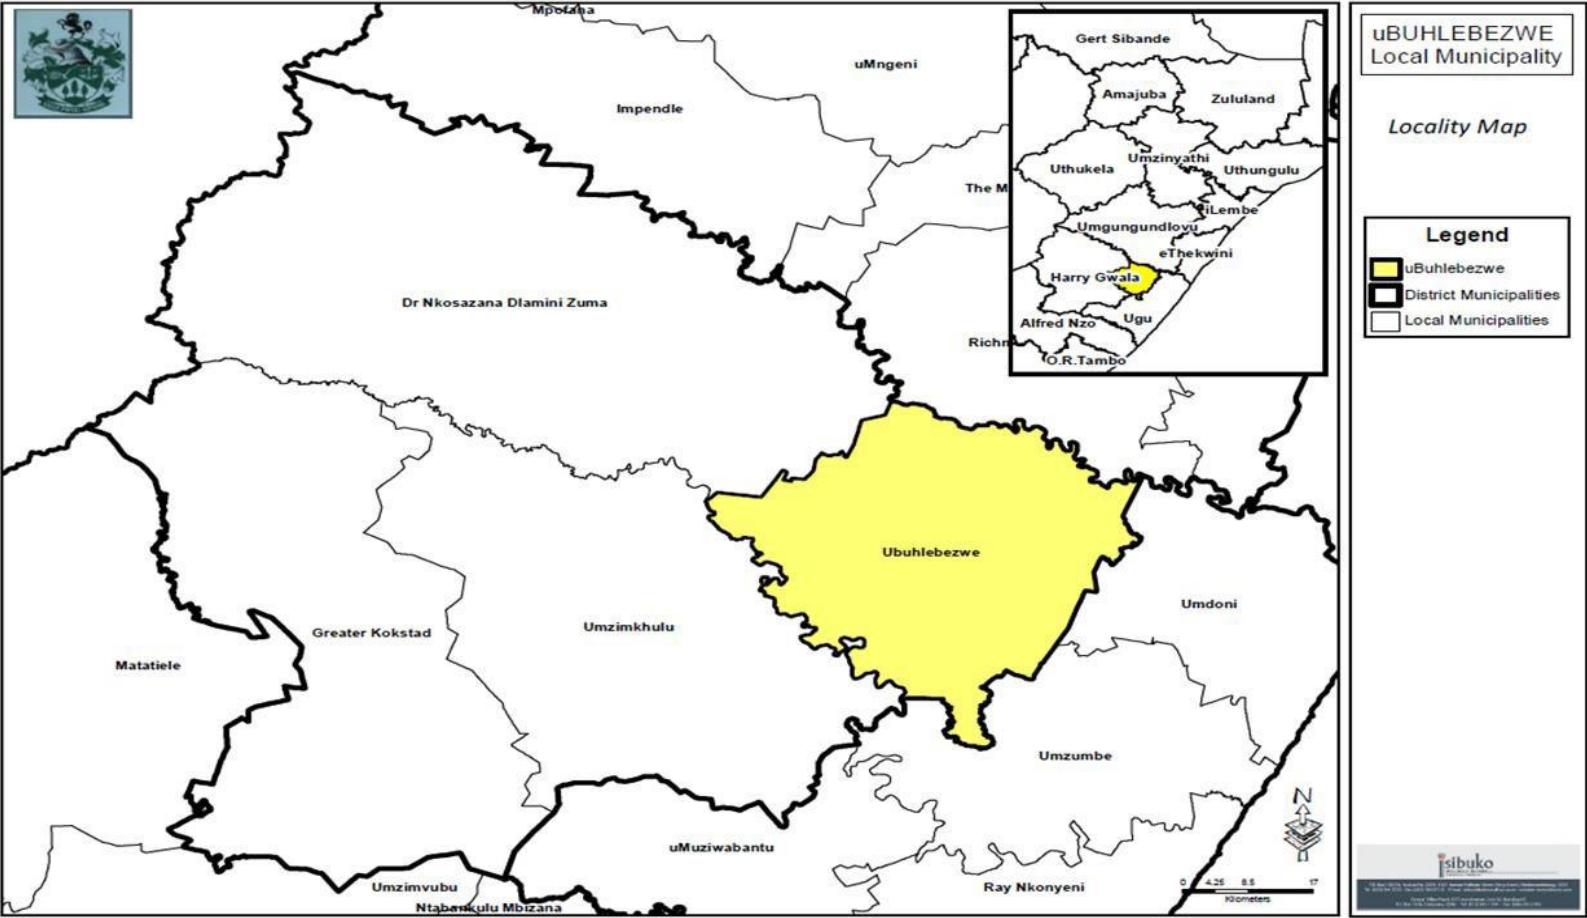 Mpofana
uMngeni
Impendle
The M
Dr Nkosazana Dlamini Zuma
Richn
Ubuhlebezwe
Umdoni
Umzimkhulu
Greater Kokstad
Matatiele
Umzumbe
uMuziwabantu
Ray Nkonyeni
Umzimvubu
Ntabankulu Mbizana
Gert Sibande
Amajuba
Zululand
Umzinyathi
Uthukela
Uthungulu
iLembe
Umgungundlovu
eThekwini
Harry Gwala
Ugu
Alfred Nzo
O.R.Tambo
N
0 4.25 8.5 17
Kilometers
uBUHLEBEZWE
Local Municipality
Locality Map
Legend
uBuhlebezwe
District Municipalities
Local Municipalities
isibuko